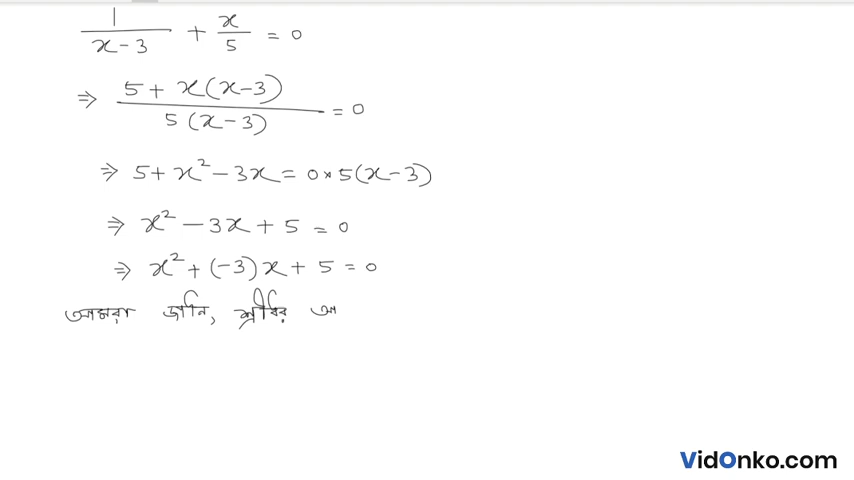 1/(x-3) + x/5 = 0
⇒ (5 + x(x-3))/(5(x-3)) = 0
⇒ 5 + x² - 3x = 0 × 5(x-3)
⇒ x² - 3x + 5 = 0
⇒ x² + (-3)x + 5 = 0
আমরা জানি, শ্রীধর আ
VidOnko.com